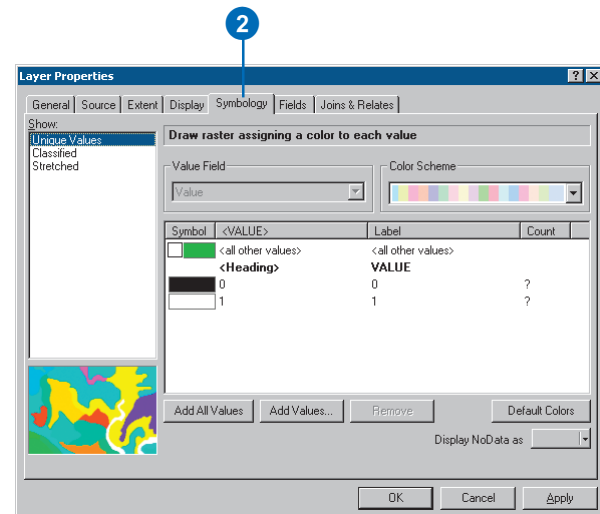 2
Layer Properties
General Source Extent Display Symbology Fields Joins & Relates
Show:
Unique Values
Classified
Stretched
Draw raster assigning a color to each value
Value Field
Value
Color Scheme
Symbol <VALUE> Label Count
<all other values> <all other values>
<Heading> VALUE
0 0 ?
1 1 ?
Add All Values Add Values... Remove Default Colors
Display NoData as
OK Cancel Apply